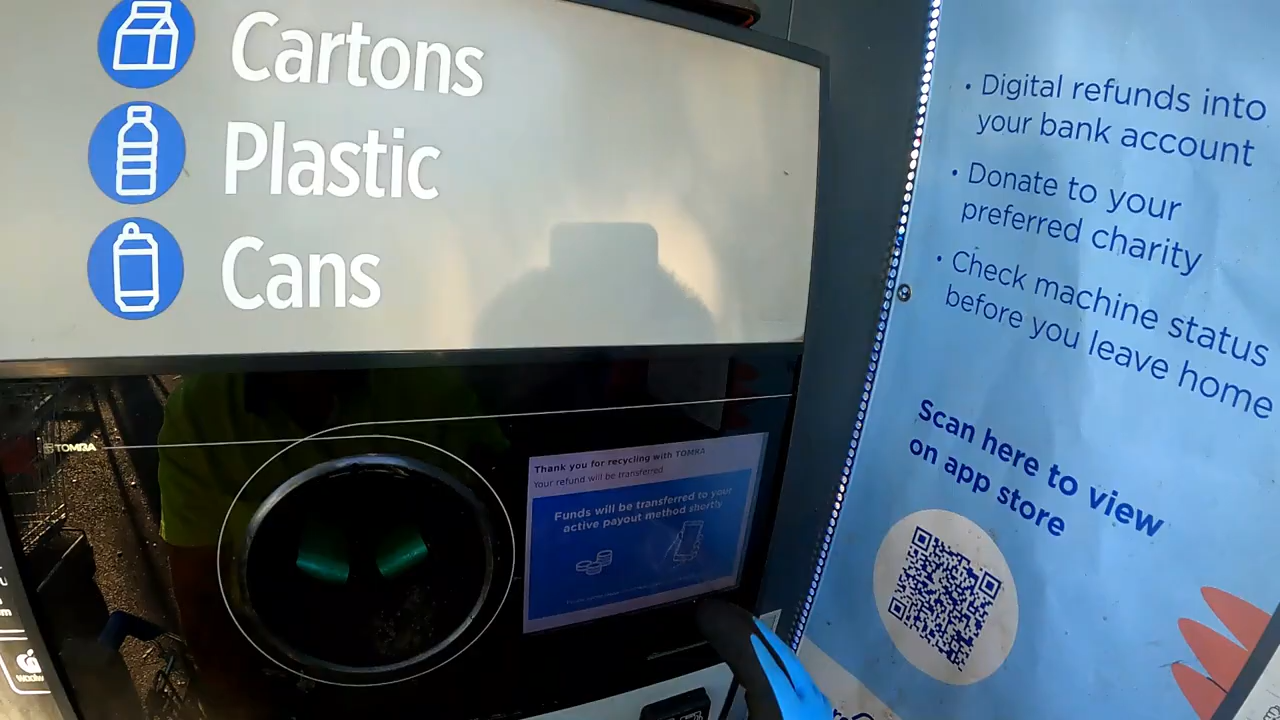 Cartons
Plastic
Cans
TOMRA
Thank you for recycling with TOMRA
Your refund will be transferred
Funds will be transferred to your
active payout method shortly
• Digital refunds into
your bank account
• Donate to your
preferred charity
• Check machine status
before you leave home
Scan here to view
on app store